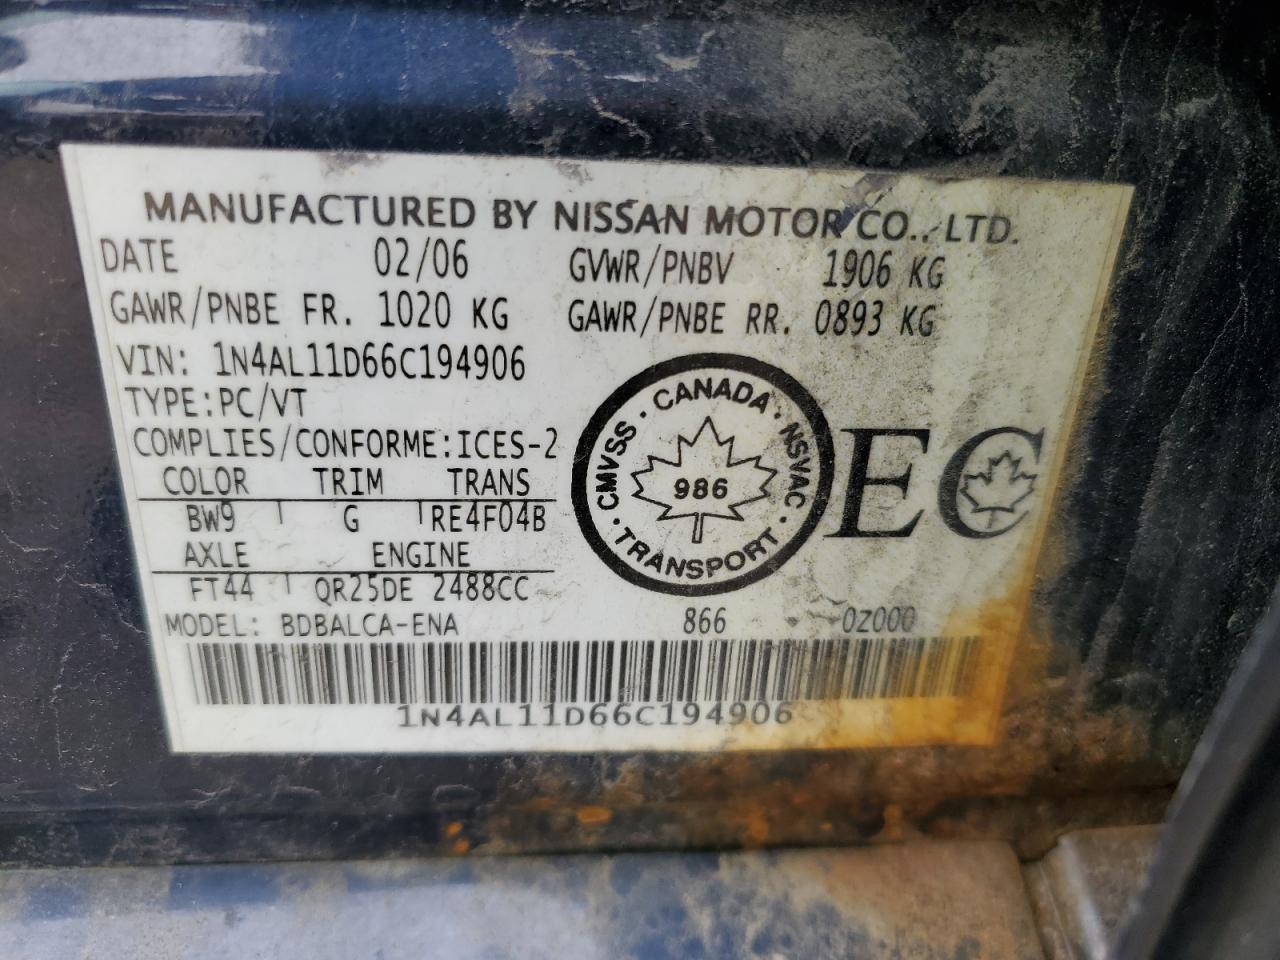 MANUFACTURED BY NISSAN MOTOR CO., LTD.
DATE 02/06 GVWR/PNBV 1906 KG
GAWR/PNBE FR. 1020 KG GAWR/PNBE RR. 0893 KG
VIN: 1N4AL11D66C194906
TYPE:PC/VT
COMPLIES/CONFORME:ICES-2
COLOR TRIM TRANS
BW9 G RE4F04B
AXLE ENGINE
FT44 QR25DE 2488CC
MODEL: BDBALCA-ENA 866 0Z000
CANADA · NSVAC · TRANSPORT · CMVSS ·
986
EC
1N4AL11D66C194906